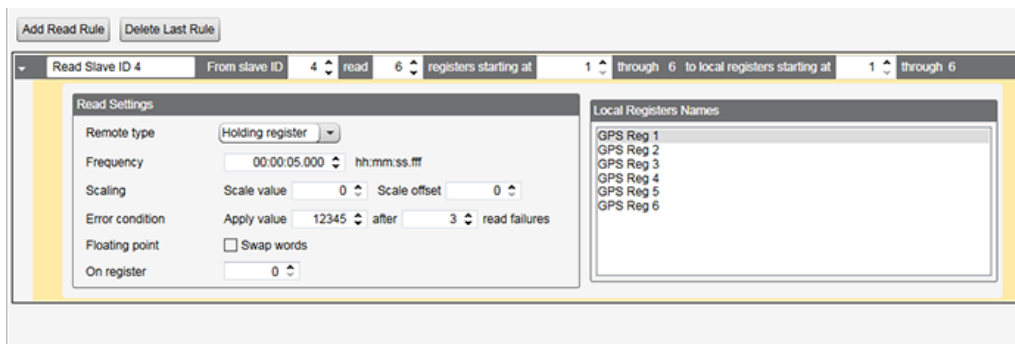 Add Read Rule Delete Last Rule
Read Slave ID 4 From slave ID 4 read 6 registers starting at 1 through 6 to local registers starting at 1 through 6
Read Settings
Remote type Holding register
Frequency 00:00:05.000 hh:mm:ss.fff
Scaling Scale value 0 Scale offset 0
Error condition Apply value 12345 after 3 read failures
Floating point Swap words
On register 0
Local Registers Names
GPS Reg 1
GPS Reg 2
GPS Reg 3
GPS Reg 4
GPS Reg 5
GPS Reg 6